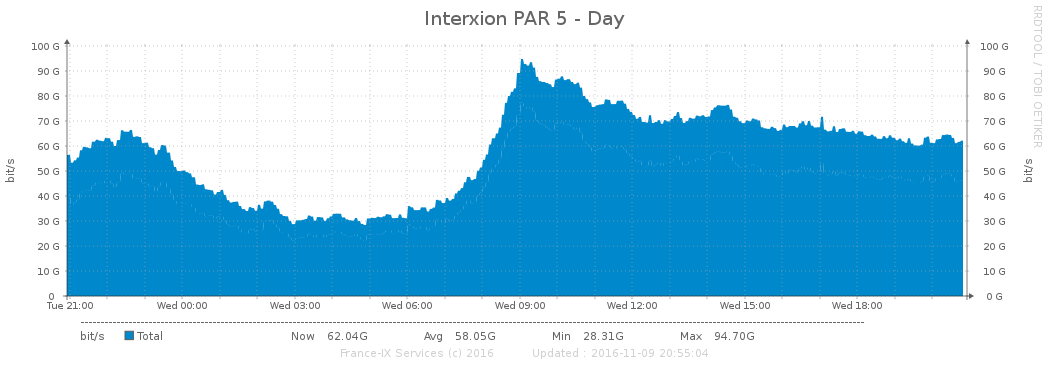 Interxion PAR 5 - Day
RRDTOOL / TOBI OETIKER
bit/s
bit/s
100 G 100 G
90 G 90 G
80 G 80 G
70 G 70 G
60 G 60 G
50 G 50 G
40 G 40 G
30 G 30 G
20 G 20 G
10 G 10 G
0 0 G
Tue 21:00 Wed 00:00 Wed 03:00 Wed 06:00 Wed 09:00 Wed 12:00 Wed 15:00 Wed 18:00
bit/s Total Now 62.04G Avg 58.05G Min 28.31G Max 94.70G
France-IX Services (c) 2016 Updated : 2016-11-09 20:55:04